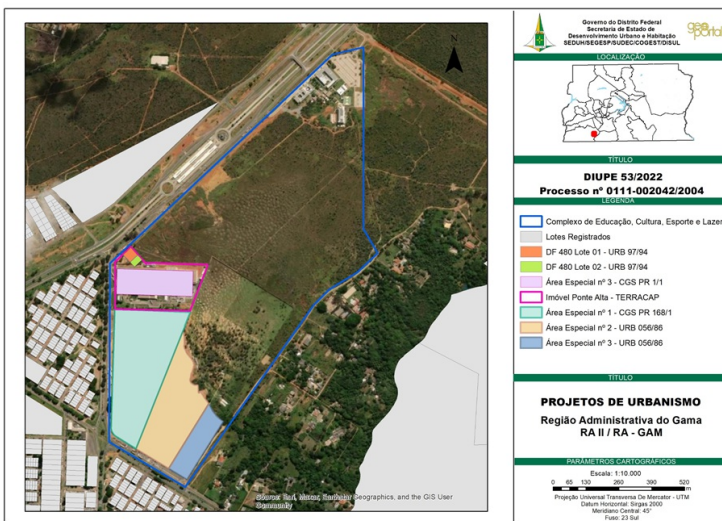 N
Source: Esri, Maxar, Earthstar Geographics, and the GIS User
Community
Governo do Distrito Federal
Secretaria de Estado de
Desenvolvimento Urbano e Habitação
SEDUH/SEGESP/SUDEC/COGEST/DISUL
geo
portal
LOCALIZAÇÃO
TÍTULO
DIUPE 53/2022
Processo nº 0111-002042/2004
LEGENDA
Complexo de Educação, Cultura, Esporte e Lazer
Lotes Registrados
DF 480 Lote 01 - URB 97/94
DF 480 Lote 02 - URB 97/94
Área Especial nº 3 - CGS PR 1/1
Imóvel Ponte Alta - TERRACAP
Área Especial nº 1 - CGS PR 168/1
Área Especial nº 2 - URB 056/86
Área Especial nº 3 - URB 056/86
TÍTULO
PROJETOS DE URBANISMO
Região Administrativa do Gama
RA II / RA - GAM
PARÂMETROS CARTOGRÁFICOS
Escala: 1:10.000
0 65 130 260 390 520
m
Projeção Universal Transversa De Mercator - UTM
Datum Horizontal: Sirgas 2000
Meridiano Central: 45°
Fuso: 23 Sul